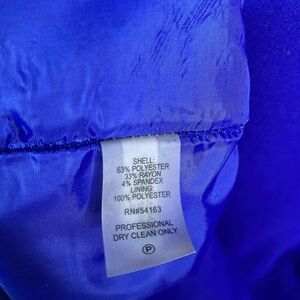 SHELL:
63% POLYESTER
33% RAYON
4% SPANDEX
LINING:
100% POLYESTER
RN#54163
PROFESSIONAL
DRY CLEAN ONLY
P